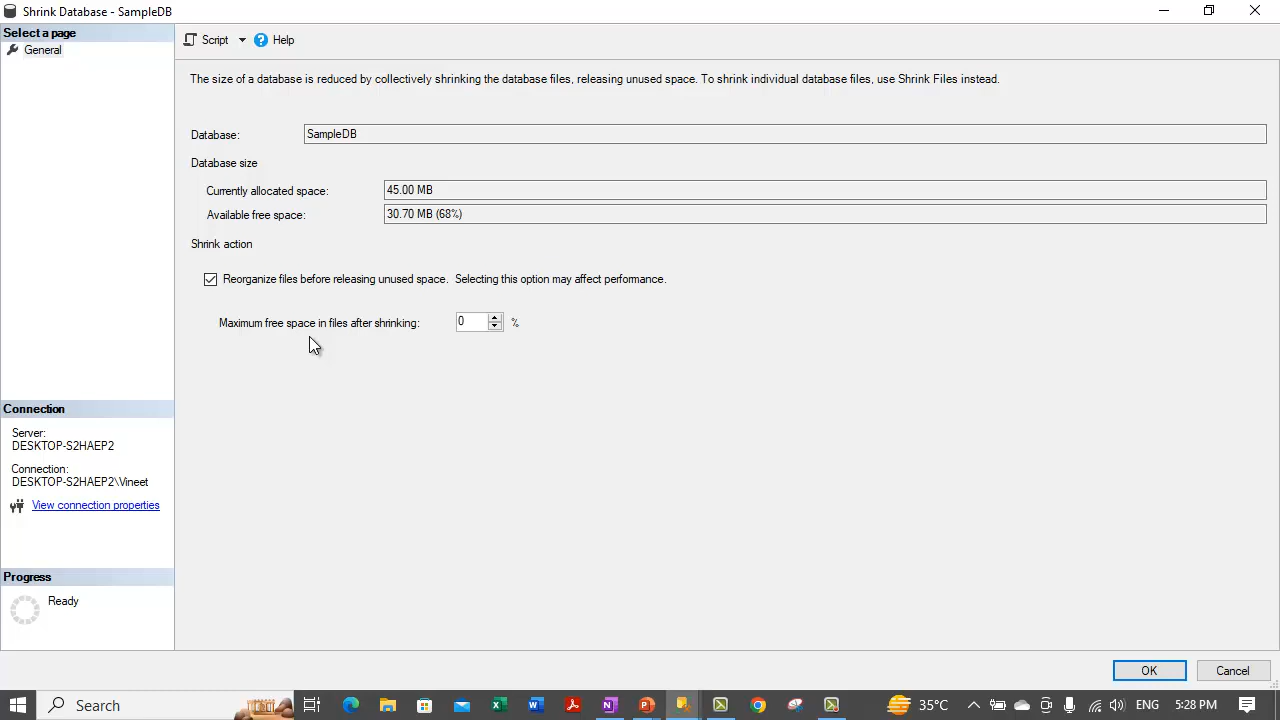 Shrink Database - SampleDB
Select a page
General
Script
Help
The size of a database is reduced by collectively shrinking the database files, releasing unused space. To shrink individual database files, use Shrink Files instead.
Database:
SampleDB
Database size
Currently allocated space:
45.00 MB
Available free space:
30.70 MB (68%)
Shrink action
Reorganize files before releasing unused space. Selecting this option may affect performance.
Maximum free space in files after shrinking:
0
%
Connection
Server:
DESKTOP-S2HAEP2
Connection:
DESKTOP-S2HAEP2\Vineet
View connection properties
Progress
Ready
OK
Cancel
Search
35°C
ENG
5:28 PM